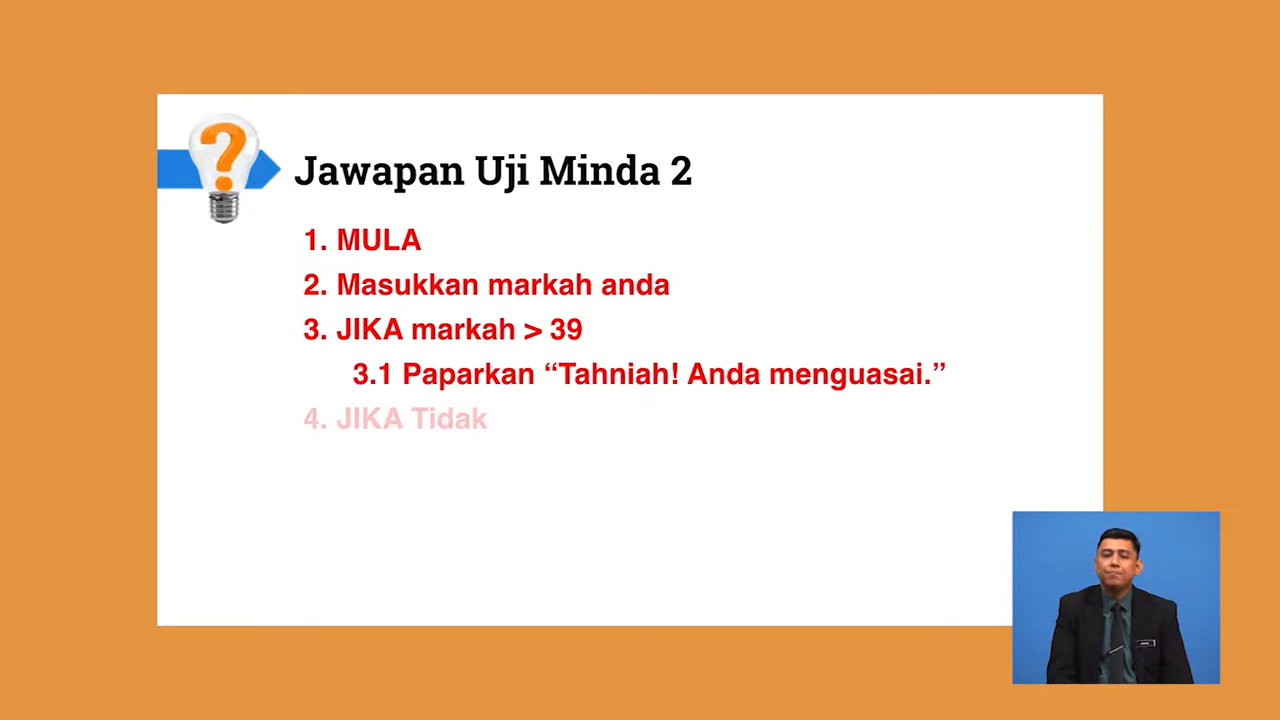 ?
Jawapan Uji Minda 2
1. MULA
2. Masukkan markah anda
3. JIKA markah > 39
3.1 Paparkan “Tahniah! Anda menguasai.”
4. JIKA Tidak